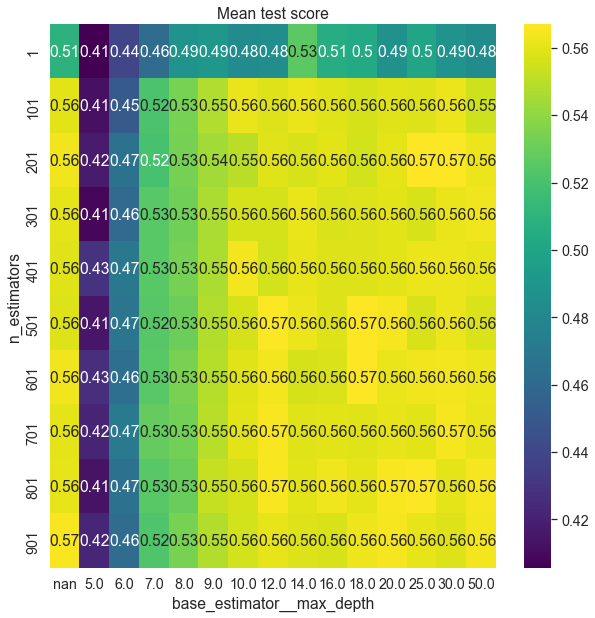 Mean test score
n_estimators
1 0.51 0.41 0.44 0.46 0.49 0.49 0.48 0.48 0.53 0.51 0.5 0.49 0.5 0.49 0.48
101 0.56 0.41 0.45 0.52 0.53 0.55 0.56 0.56 0.56 0.56 0.56 0.56 0.56 0.56 0.55
201 0.56 0.42 0.47 0.52 0.53 0.54 0.55 0.56 0.56 0.56 0.56 0.56 0.57 0.57 0.56
301 0.56 0.41 0.46 0.53 0.53 0.55 0.56 0.56 0.56 0.56 0.56 0.56 0.56 0.56 0.56
401 0.56 0.43 0.47 0.53 0.53 0.55 0.56 0.56 0.56 0.56 0.56 0.56 0.56 0.56 0.56
501 0.56 0.41 0.47 0.52 0.53 0.55 0.56 0.57 0.56 0.56 0.57 0.57 0.56 0.56 0.56
601 0.56 0.43 0.46 0.53 0.53 0.55 0.56 0.56 0.56 0.56 0.57 0.56 0.56 0.56 0.56
701 0.56 0.42 0.47 0.53 0.53 0.55 0.56 0.57 0.56 0.56 0.56 0.56 0.56 0.57 0.56
801 0.56 0.41 0.47 0.53 0.53 0.55 0.56 0.57 0.56 0.56 0.56 0.57 0.57 0.56 0.56
901 0.57 0.42 0.46 0.52 0.53 0.55 0.56 0.56 0.56 0.56 0.56 0.56 0.56 0.56 0.56
nan 5.0 6.0 7.0 8.0 9.0 10.0 12.0 14.0 16.0 18.0 20.0 25.0 30.0 50.0
base_estimator__max_depth
0.56
0.54
0.52
0.50
0.48
0.46
0.44
0.42